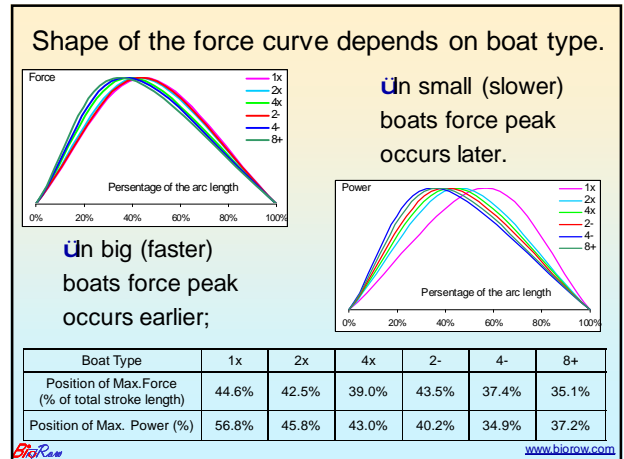 Shape of the force curve depends on boat type.
Force
1x
2x
4x
2-
4-
8+
Persentage of the arc length
0% 20% 40% 60% 80% 100%
üIn small (slower)
boats force peak
occurs later.
üIn big (faster)
boats force peak
occurs earlier;
Power
1x
2x
4x
2-
4-
8+
Persentage of the arc length
0% 20% 40% 60% 80% 100%
Boat Type 1x 2x 4x 2- 4- 8+
Position of Max.Force
(% of total stroke length) 44.6% 42.5% 39.0% 43.5% 37.4% 35.1%
Position of Max. Power (%) 56.8% 45.8% 43.0% 40.2% 34.9% 37.2%
BioRow
www.biorow.com